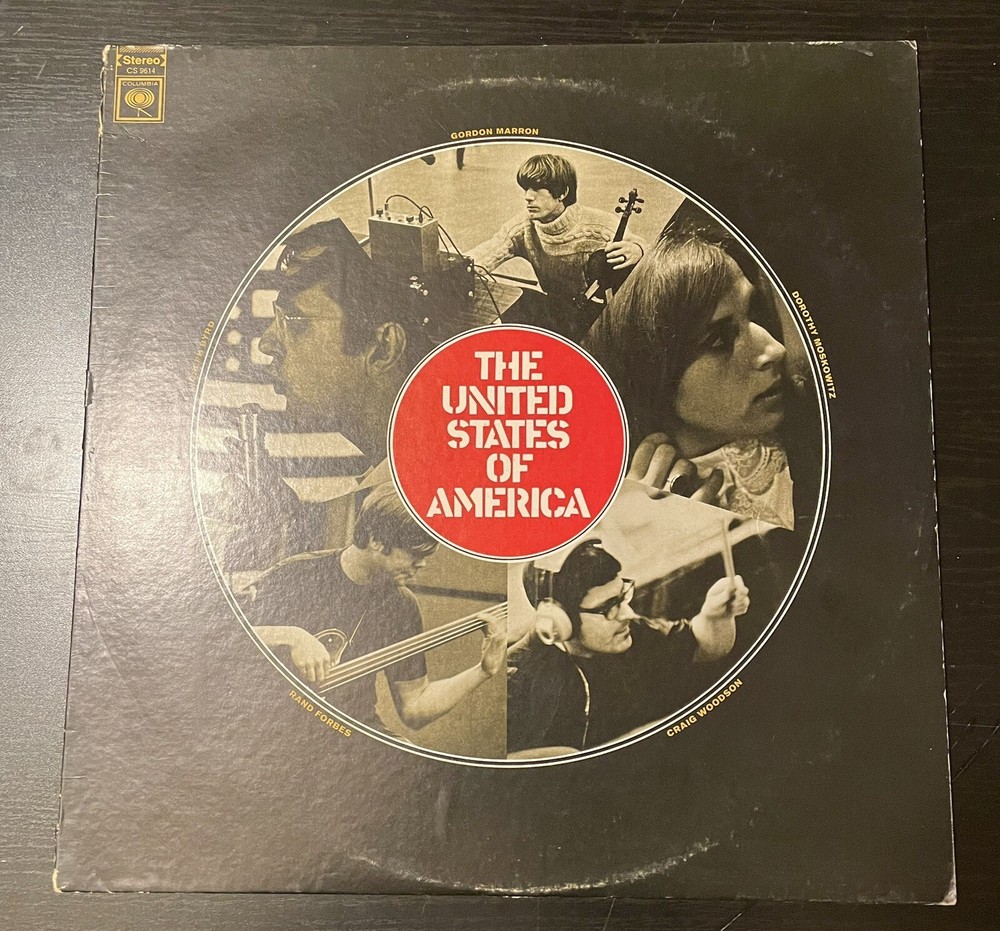 Stereo
CS 9614
COLUMBIA
GORDON MARRON
DOROTHY MOSKOWITZ
THE
UNITED
STATES
OF
AMERICA
RAND FORBES
CRAIG WOODSON